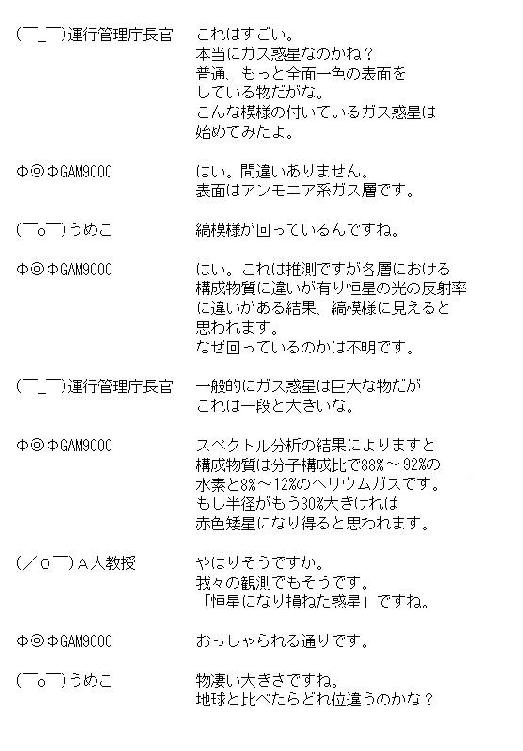 (￣_￣)運行管理庁長官 これはすごい。
本当にガス惑星なのかね？
普通、もっと全面一色の表面を
している物だがな。
こんな模様の付いているガス惑星は
始めてみたよ。
Φ◎ΦGAM9000 はい。間違いありません。
表面はアンモニア系ガス層です。
(￣o￣)うめこ 縞模様が回っているんですね。
Φ◎ΦGAM9000 はい。これは推測ですが各層における
構成物質に違いが有り恒星の光の反射率
に違いがある結果、縞模様に見えると
思われます。
なぜ回っているのかは不明です。
(￣_￣)運行管理庁長官 一般的にガス惑星は巨大な物だが
これは一段と大きいな。
Φ◎ΦGAM9000 スペクトル分析の結果によりますと
構成物質は分子構成比で88%～92%の
水素と8%～12%のヘリウムガスです。
もし半径がもう30%大きければ
赤色矮星になり得ると思われます。
(／o￣)Ａ人教授 やはりそうですか。
我々の観測でもそうです。
「恒星になり損ねた惑星」ですね。
Φ◎ΦGAM9000 おっしゃられる通りです。
(￣o￣)うめこ 物凄い大きさですね。
地球と比べたらどれ位違うのかな？